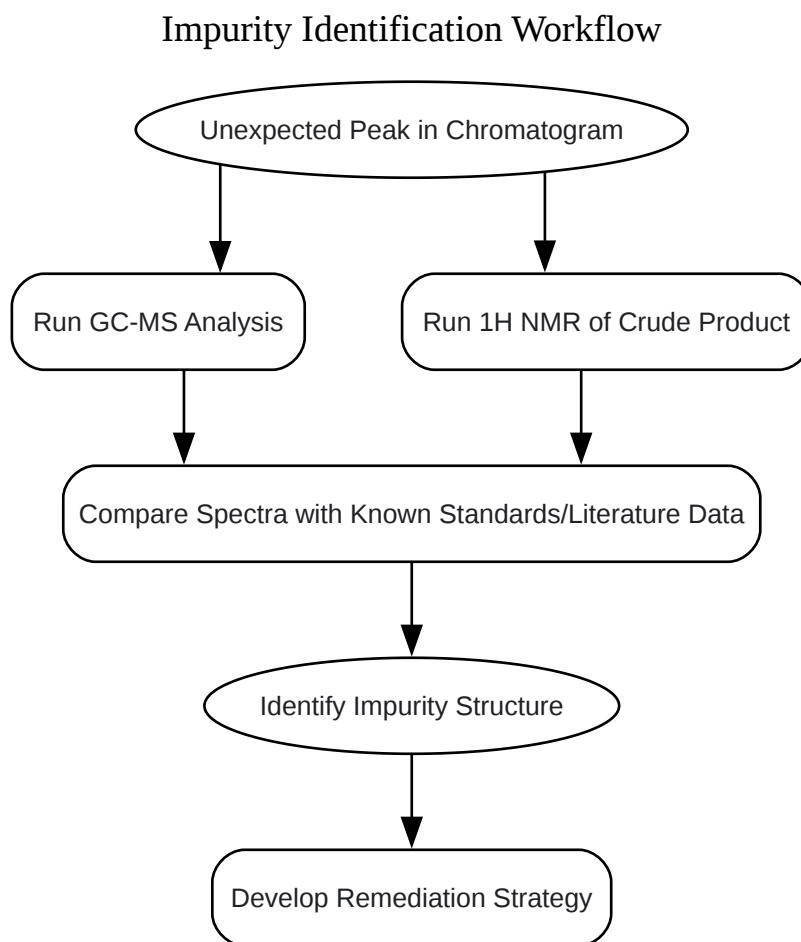 Impurity Identification Workflow
Unexpected Peak in Chromatogram
Run GC-MS Analysis
Run 1H NMR of Crude Product
Compare Spectra with Known Standards/Literature Data
Identify Impurity Structure
Develop Remediation Strategy